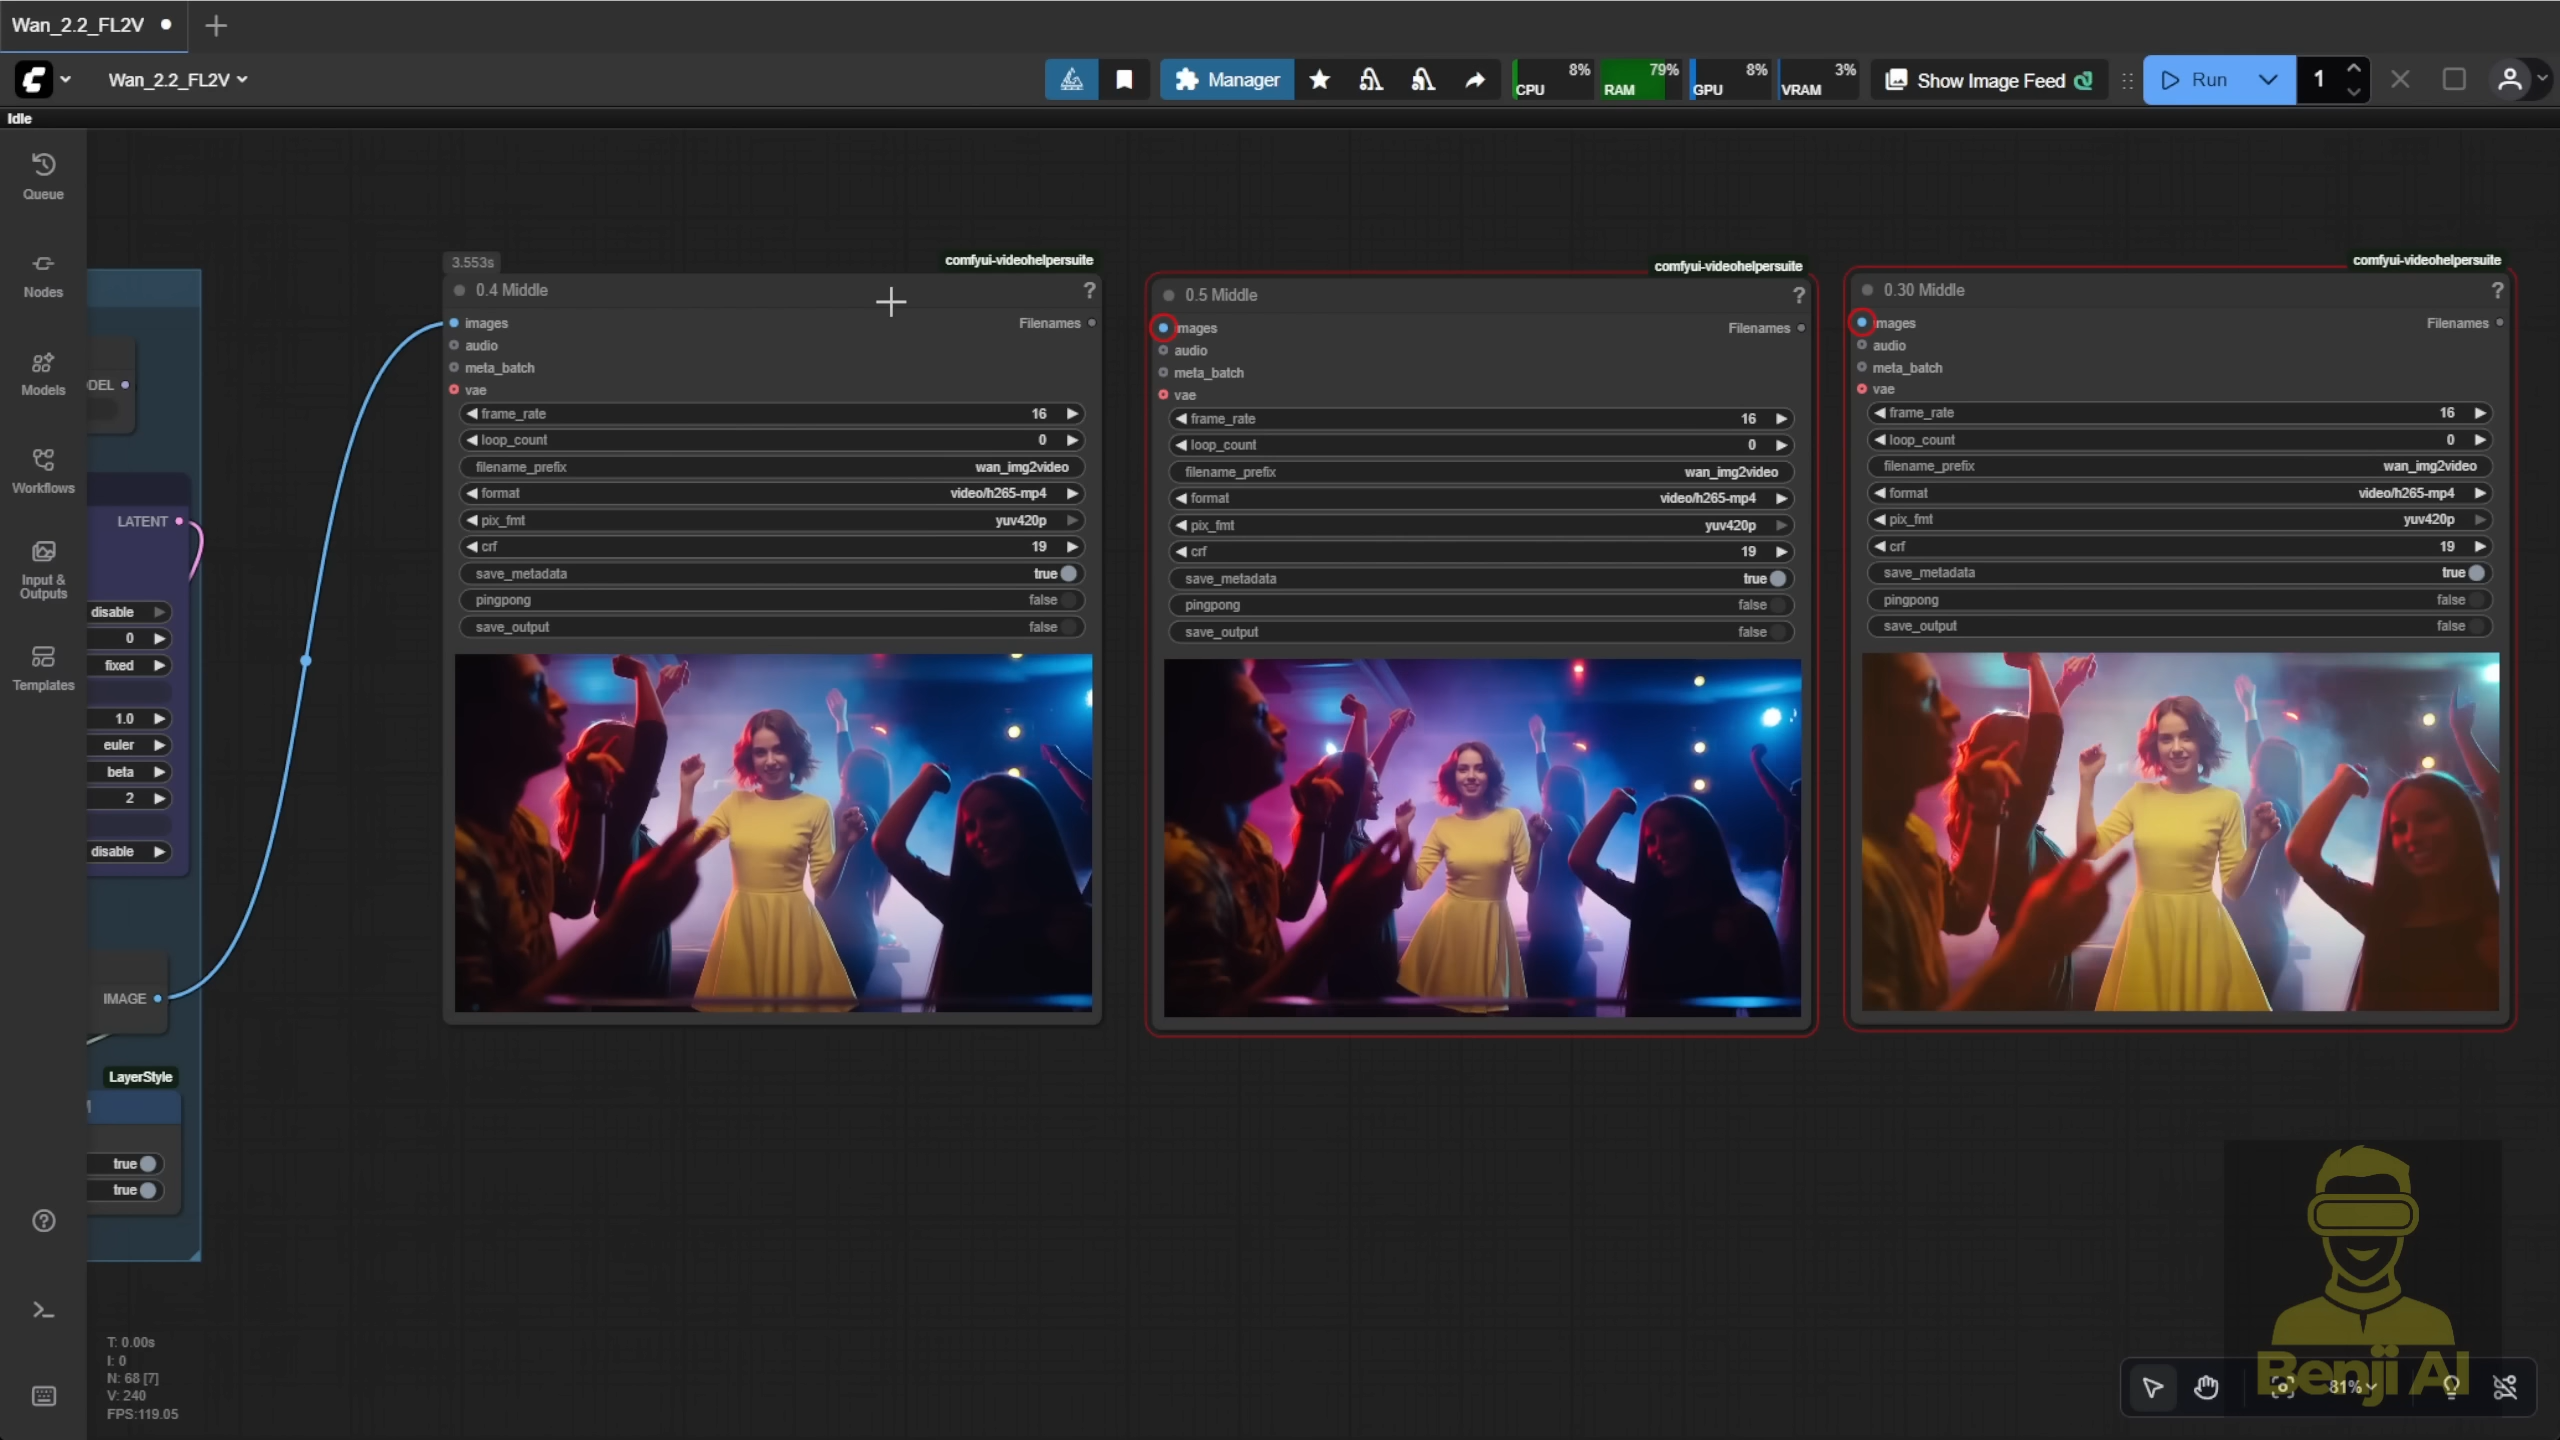 Wan_2.2_FL2V
Wan_2.2_FL2V
Manager
CPU 8%
RAM 79%
GPU 8%
VRAM 3%
Show Image Feed
Run
1
Idle
Queue
Nodes
Models
Workflows
Input &
Outputs
Templates
DEL
LATENT
disable
0
fixed
1.0
euler
beta
2
disable
IMAGE
LayerStyle
true
true
3.553s
comfyui-videohelpersuite
0.4 Middle ?
images Filenames
audio
meta_batch
vae
frame_rate 16
loop_count 0
filename_prefix wan_img2video
format video/h265-mp4
pix_fmt yuv420p
crf 19
save_metadata true
pingpong false
save_output false
comfyui-videohelpersuite
0.5 Middle ?
images Filenames
audio
meta_batch
vae
frame_rate 16
loop_count 0
filename_prefix wan_img2video
format video/h265-mp4
pix_fmt yuv420p
crf 19
save_metadata true
pingpong false
save_output false
comfyui-videohelpersuite
0.30 Middle ?
images Filenames
audio
meta_batch
vae
frame_rate 16
loop_count 0
filename_prefix wan_img2video
format video/h265-mp4
pix_fmt yuv420p
crf 19
save_metadata true
pingpong false
save_output false
T: 0.00s
I: 0
N: 68 [7]
V: 240
FPS:119.05
Benji AI
81%